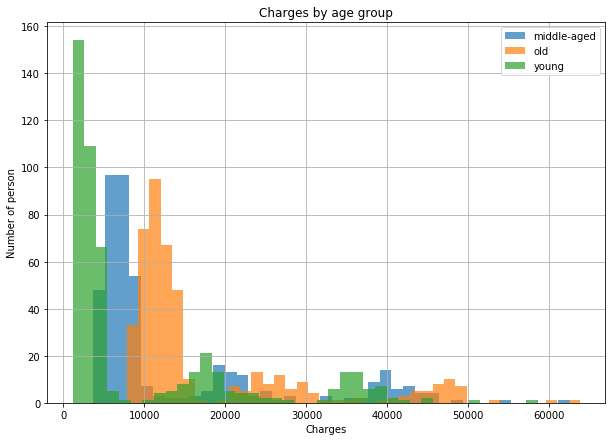 Charges by age group
160
140
120
100
80
60
40
20
0
Number of person
middle-aged
old
young
0 10000 20000 30000 40000 50000 60000
Charges